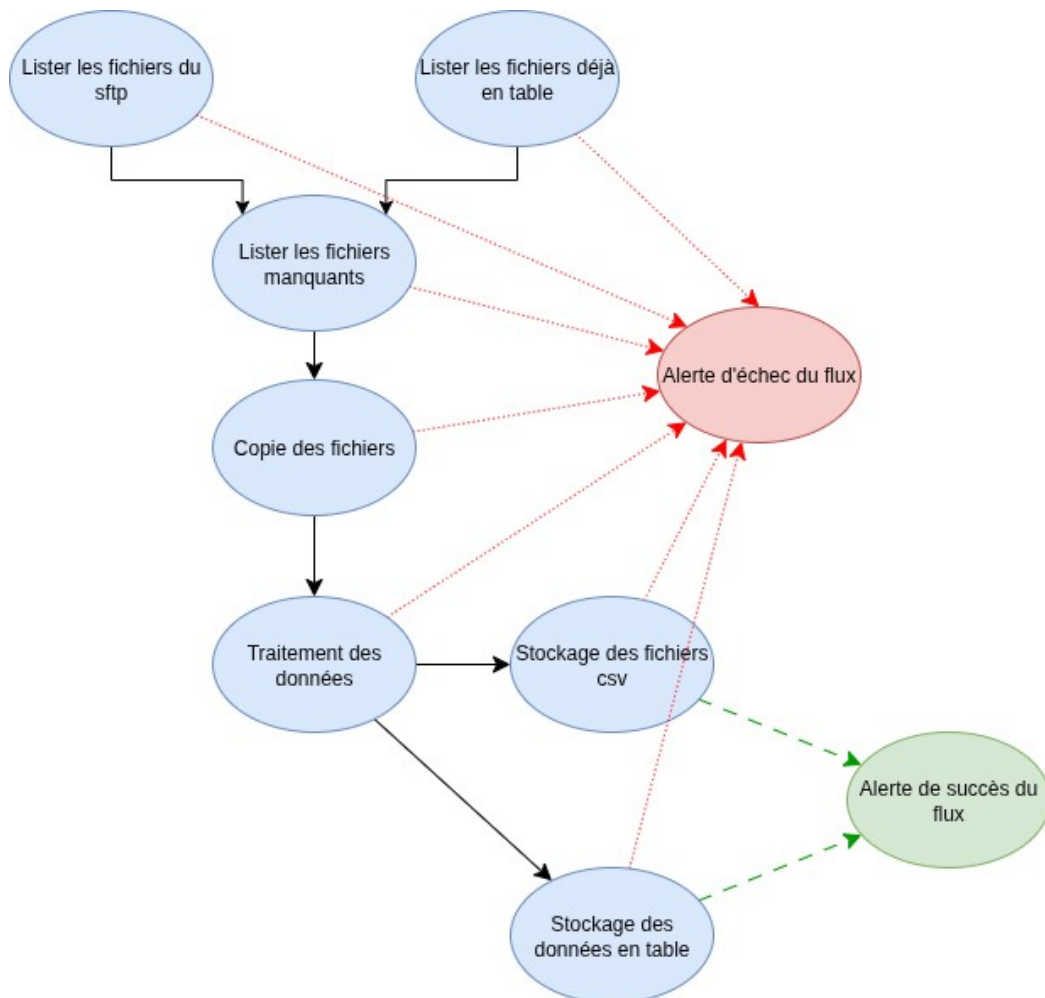 Lister les fichiers du
sftp
Lister les fichiers déjà
en table
Lister les fichiers
manquants
Alerte d'échec du flux
Copie des fichiers
Traitement des
données
Stockage des fichiers
csv
Alerte de succès du
flux
Stockage des
données en table